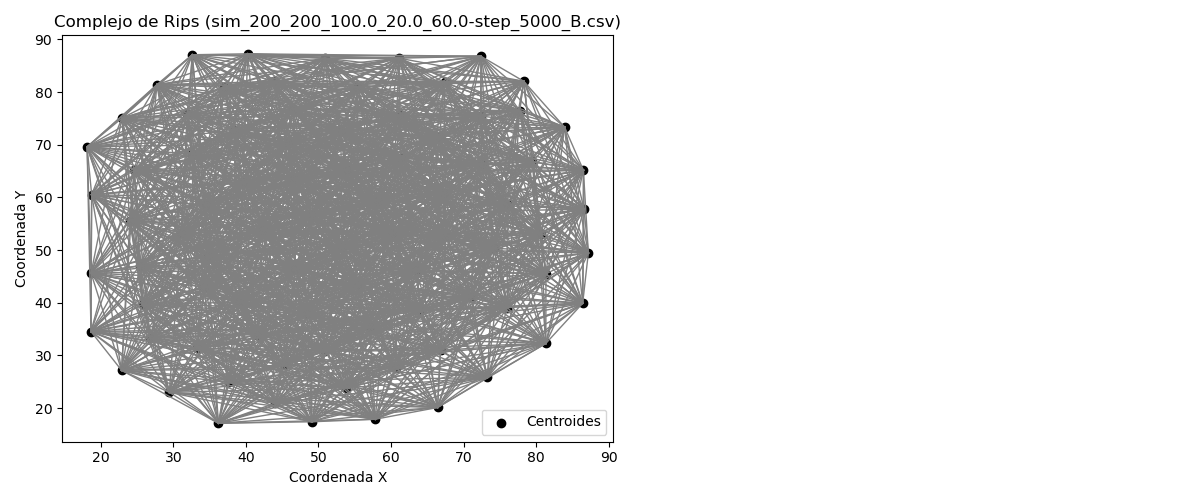 Complejo de Rips (sim_200_200_100.0_20.0_60.0-step_5000_B.csv)
90
80
70
60
50
40
30
20
Coordenada Y
Centroides
20 30 40 50 60 70 80 90
Coordenada X